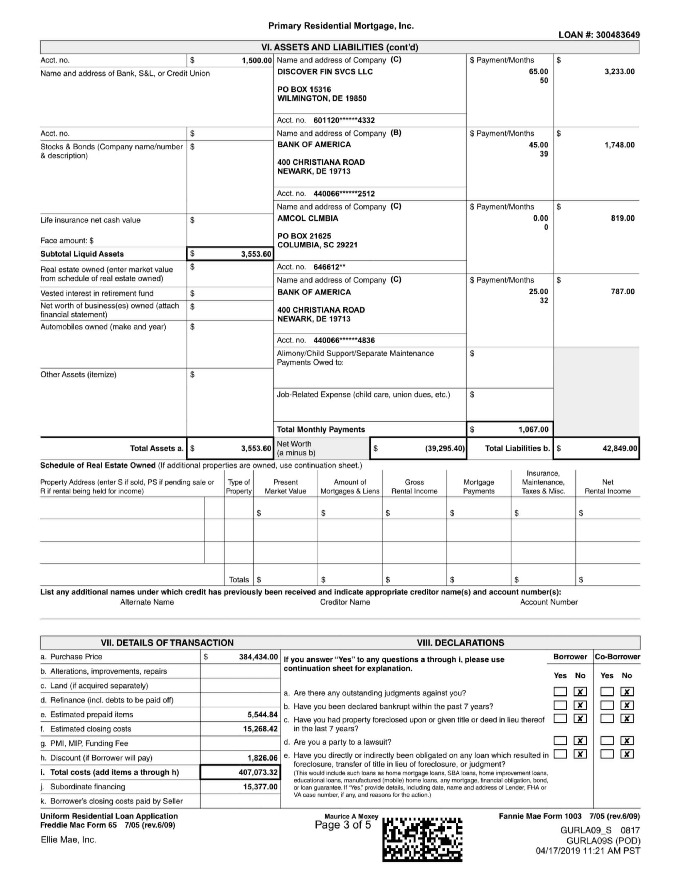 Primary Residential Mortgage, Inc.
LOAN #: 300483649
VI. ASSETS AND LIABILITIES (cont'd)
Acct. no. $ 1,500.00
Name and address of Bank, S&L, or Credit Union
Acct. no. $
Stocks & Bonds (Company name/number $
& description)
Life insurance net cash value $
Face amount: $
Subtotal Liquid Assets $ 3,553.60
Real estate owned (enter market value $
from schedule of real estate owned)
Vested interest in retirement fund $
Net worth of business(es) owned (attach $
financial statement)
Automobiles owned (make and year) $
Other Assets (itemize) $
Total Assets a. $ 3,553.60
Name and address of Company (C) $ Payment/Months $
DISCOVER FIN SVCS LLC 65.00 3,233.00
50
PO BOX 15316
WILMINGTON, DE 19850
Acct. no. 601120******4332
Name and address of Company (B) $ Payment/Months $
BANK OF AMERICA 45.00 1,748.00
39
400 CHRISTIANA ROAD
NEWARK, DE 19713
Acct. no. 440066******2512
Name and address of Company (C) $ Payment/Months $
AMCOL CLMBIA 0.00 819.00
0
PO BOX 21625
COLUMBIA, SC 29221
Acct. no. 646612**
Name and address of Company (C) $ Payment/Months $
BANK OF AMERICA 25.00 787.00
32
400 CHRISTIANA ROAD
NEWARK, DE 19713
Acct. no. 440066******4836
Alimony/Child Support/Separate Maintenance $
Payments Owed to:
Job-Related Expense (child care, union dues, etc.) $
Total Monthly Payments $ 1,067.00
Net Worth $ (39,295.40) Total Liabilities b. $ 42,849.00
(a minus b)
Schedule of Real Estate Owned (If additional properties are owned, use continuation sheet.)
Property Address (enter S if sold, PS if pending sale or
R if rental being held for income)
Type of
Property
Present
Market Value
Amount of
Mortgages & Liens
Gross
Rental Income
Mortgage
Payments
Insurance,
Maintenance,
Taxes & Misc.
Net
Rental Income
$ $ $ $ $ $
Totals $ $ $ $ $ $
List any additional names under which credit has previously been received and indicate appropriate creditor name(s) and account number(s):
Alternate Name Creditor Name Account Number
VII. DETAILS OF TRANSACTION
a. Purchase Price $ 384,434.00
b. Alterations, improvements, repairs
c. Land (if acquired separately)
d. Refinance (incl. debts to be paid off)
e. Estimated prepaid items 5,544.84
f. Estimated closing costs 15,268.42
g. PMI, MIP, Funding Fee
h. Discount (if Borrower will pay) 1,826.06
i. Total costs (add items a through h) 407,073.32
j. Subordinate financing 15,377.00
k. Borrower's closing costs paid by Seller
VIII. DECLARATIONS
If you answer "Yes" to any questions a through i, please use
continuation sheet for explanation.
Borrower Co-Borrower
Yes No Yes No
a. Are there any outstanding judgments against you? X X
b. Have you been declared bankrupt within the past 7 years? X X
c. Have you had property foreclosed upon or given title or deed in lieu thereof X X
in the last 7 years?
d. Are you a party to a lawsuit? X X
e. Have you directly or indirectly been obligated on any loan which resulted in X X
foreclosure, transfer of title in lieu of foreclosure, or judgment?
(This would include such loans as home mortgage loans, SBA loans, home improvement loans,
educational loans, manufactured (mobile) home loans, any mortgage, financial obligation, bond,
or loan guarantee. If "Yes," provide details, including date, name and address of Lender, FHA or
VA case number, if any, and reasons for the action.)
Uniform Residential Loan Application
Freddie Mac Form 65 7/05 (rev.6/09)
Ellie Mae, Inc.
Maurice A Moxey
Page 3 of 5
Fannie Mae Form 1003 7/05 (rev.6/09)
GURLA09_S 0817
GURLA09S (POD)
04/17/2019 11:21 AM PST